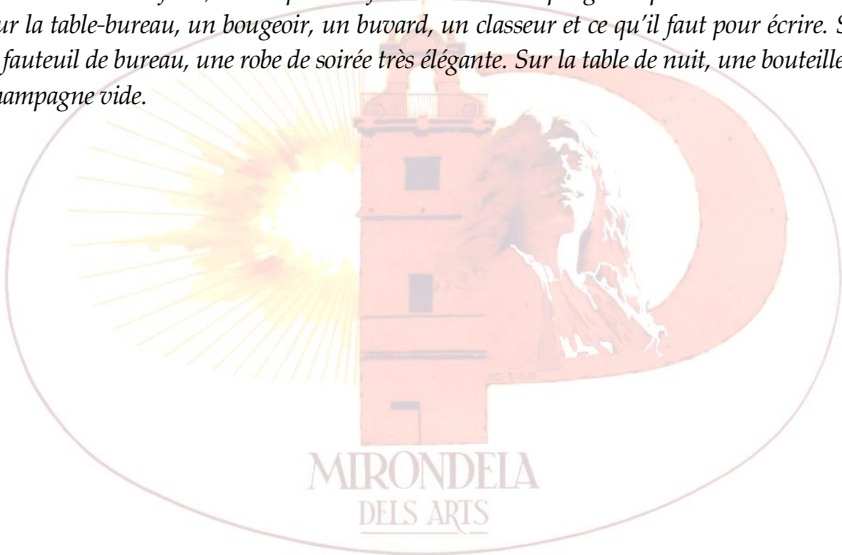 ur la table-bureau, un bougeoir, un buvard, un classeur et ce qu'il faut pour écrire. S
fauteuil de bureau, une robe de soirée très élégante. Sur la table de nuit, une bouteille
hampagne vide.
MIRONDELA
DELS ARTS